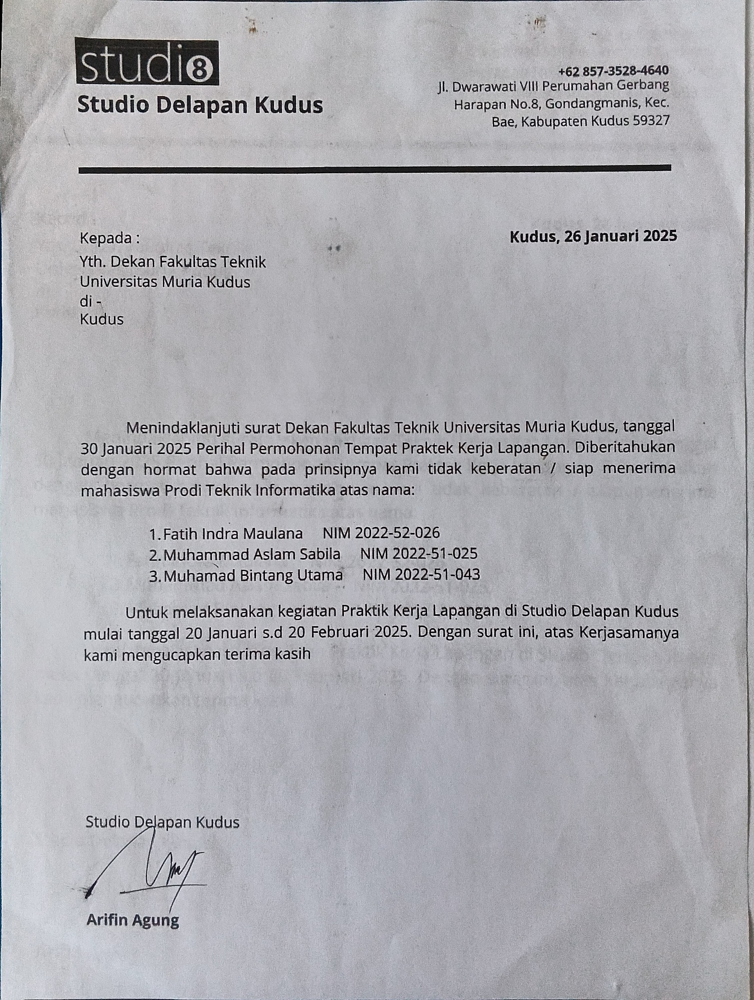 studi8
Studio Delapan Kudus
+62 857-3528-4640
Jl. Dwarawati VIII Perumahan Gerbang
Harapan No.8, Gondangmanis, Kec.
Bae, Kabupaten Kudus 59327
Kepada :
Kudus, 26 Januari 2025
Yth. Dekan Fakultas Teknik
Universitas Muria Kudus
di -
Kudus
Menindaklanjuti surat Dekan Fakultas Teknik Universitas Muria Kudus, tanggal
30 Januari 2025 Perihal Permohonan Tempat Praktek Kerja Lapangan. Diberitahukan
dengan hormat bahwa pada prinsipnya kami tidak keberatan / siap menerima
mahasiswa Prodi Teknik Informatika atas nama:
1. Fatih Indra Maulana NIM 2022-52-026
2. Muhammad Aslam Sabila NIM 2022-51-025
3. Muhamad Bintang Utama NIM 2022-51-043
Untuk melaksanakan kegiatan Praktik Kerja Lapangan di Studio Delapan Kudus
mulai tanggal 20 Januari s.d 20 Februari 2025. Dengan surat ini, atas Kerjasamanya
kami mengucapkan terima kasih
Studio Delapan Kudus
Arifin Agung